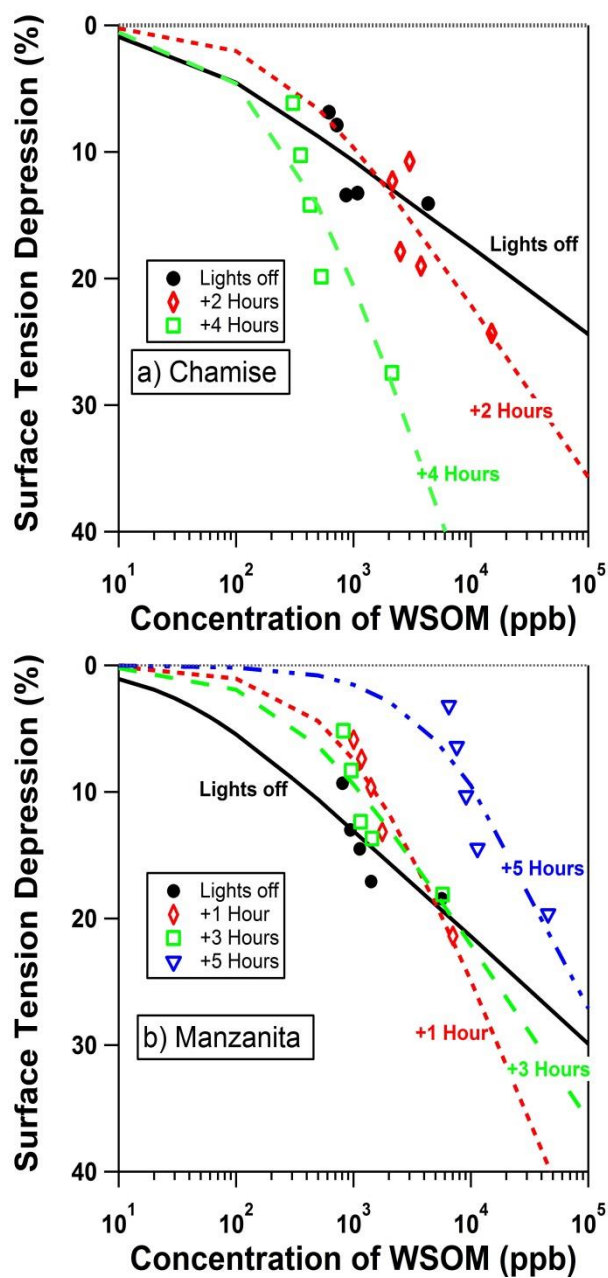 0
10
20
30
40
Surface Tension Depression (%)
Lights off
+2 Hours
+4 Hours
a) Chamise
Lights off
+2 Hours
+4 Hours
10^1
10^2
10^3
10^4
10^5
Concentration of WSOM (ppb)
0
10
20
30
40
Surface Tension Depression (%)
Lights off
Lights off
+1 Hour
+3 Hours
+5 Hours
b) Manzanita
+5 Hours
+1 Hour
+3 Hours
10^1
10^2
10^3
10^4
10^5
Concentration of WSOM (ppb)